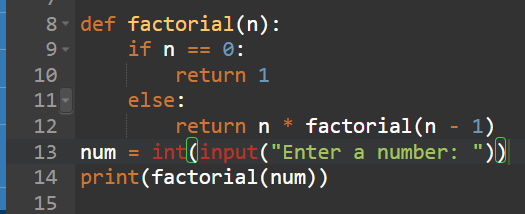 8 def factorial(n):
9 if n == 0:
10 return 1
11 else:
12 return n * factorial(n - 1)
13 num = int(input("Enter a number: "))
14 print(factorial(num))
15